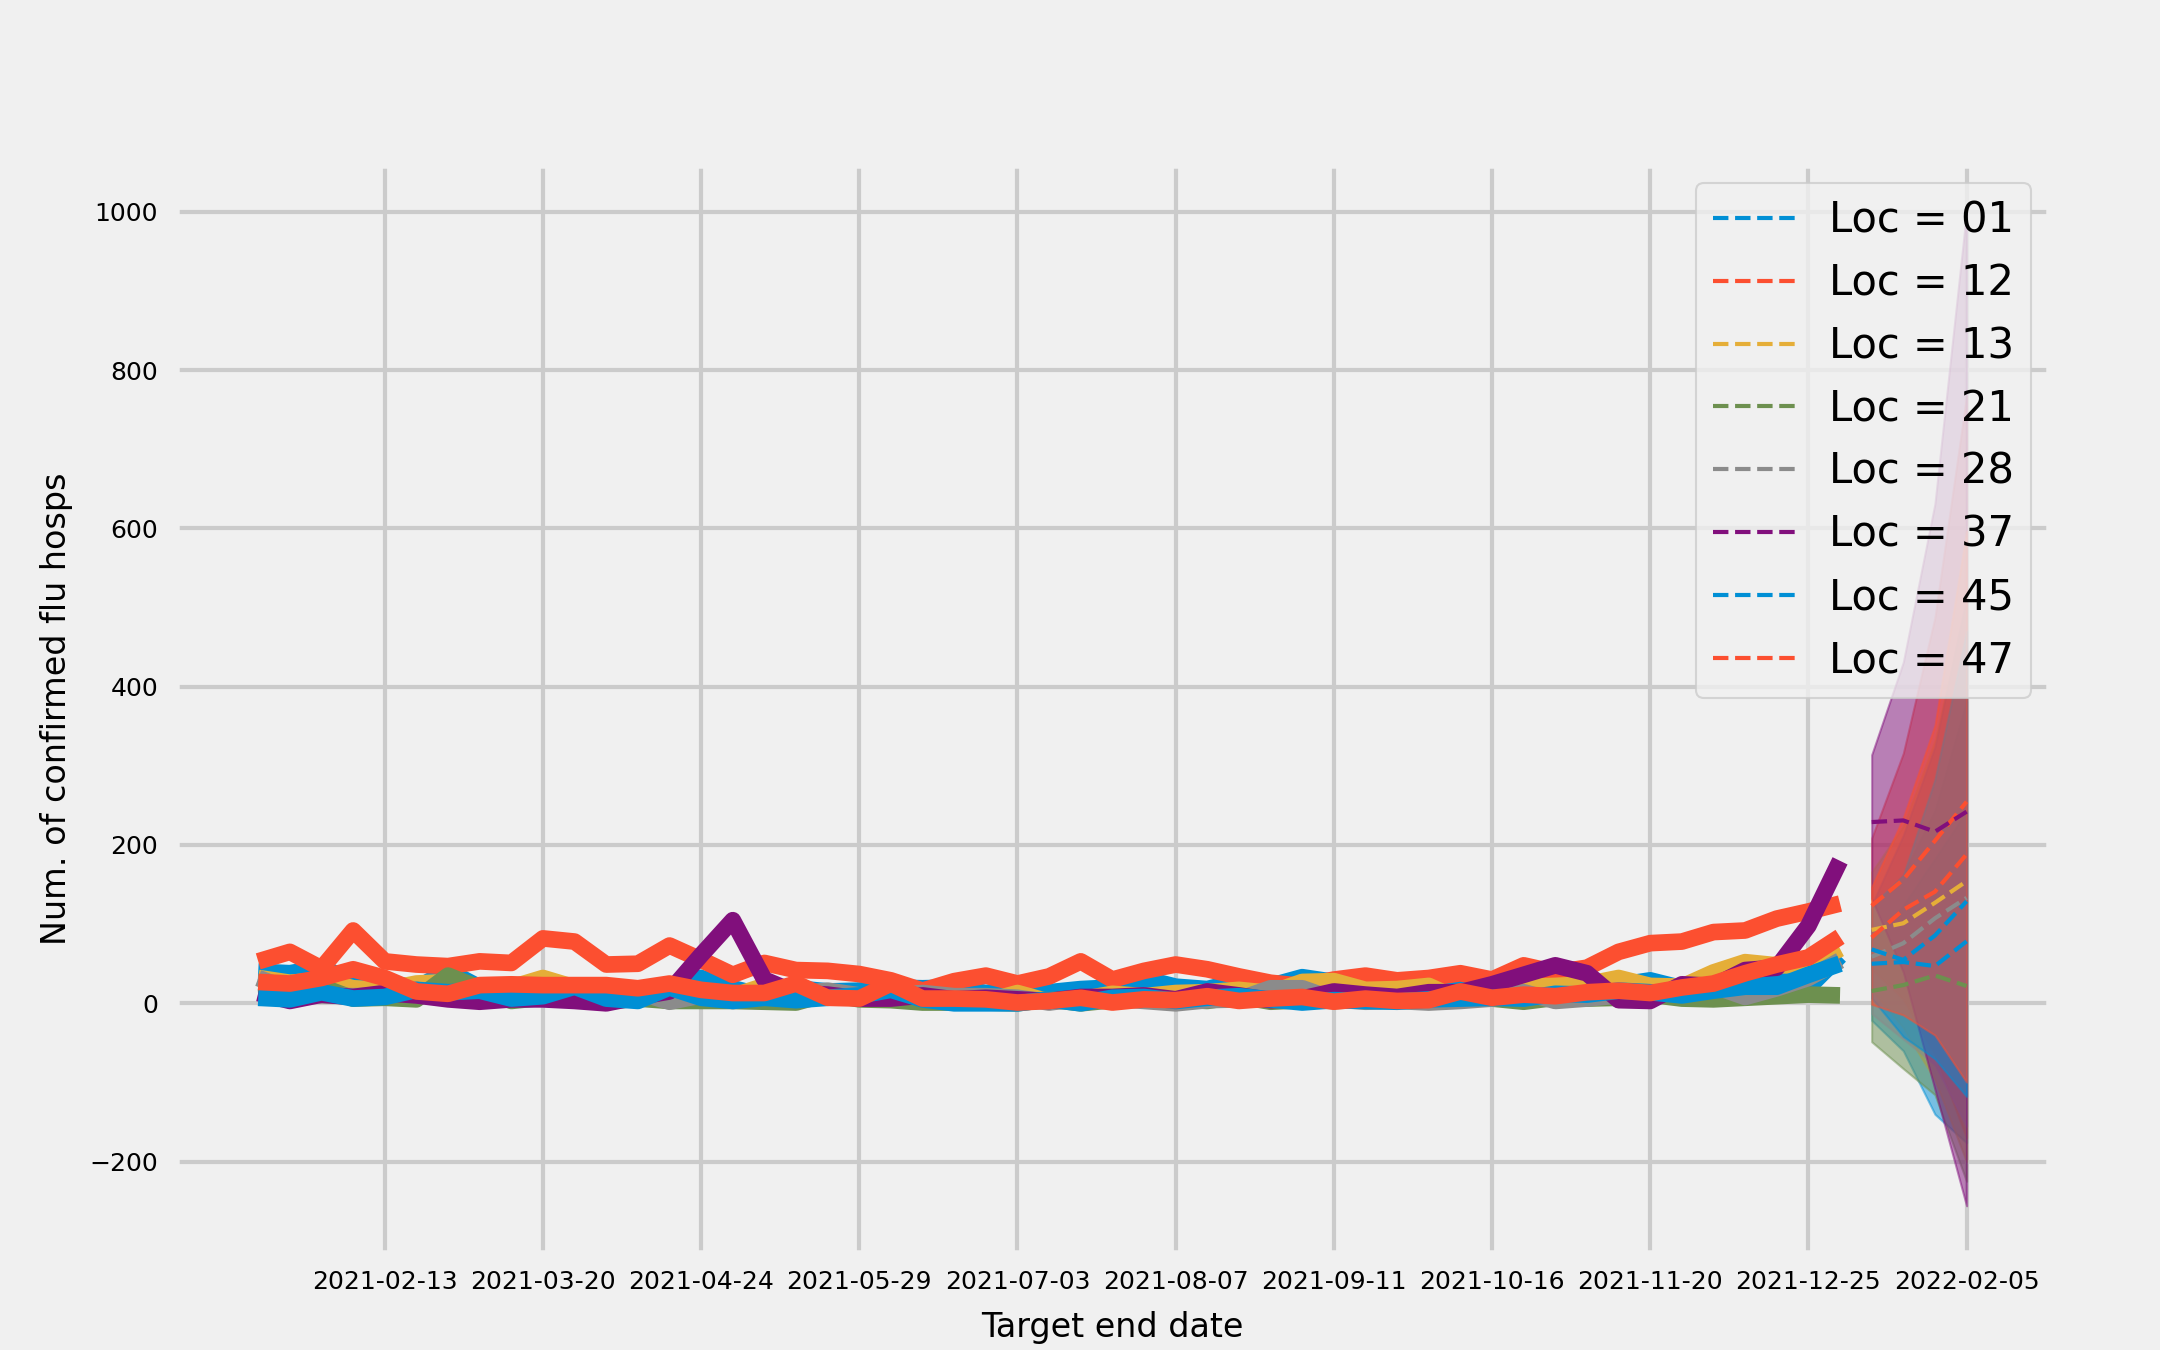 1000
800
600
400
200
0
−200
Num. of confirmed flu hosps
Loc = 01
Loc = 12
Loc = 13
Loc = 21
Loc = 28
Loc = 37
Loc = 45
Loc = 47
2021-02-13 2021-03-20 2021-04-24 2021-05-29 2021-07-03 2021-08-07 2021-09-11 2021-10-16 2021-11-20 2021-12-25 2022-02-05
Target end date